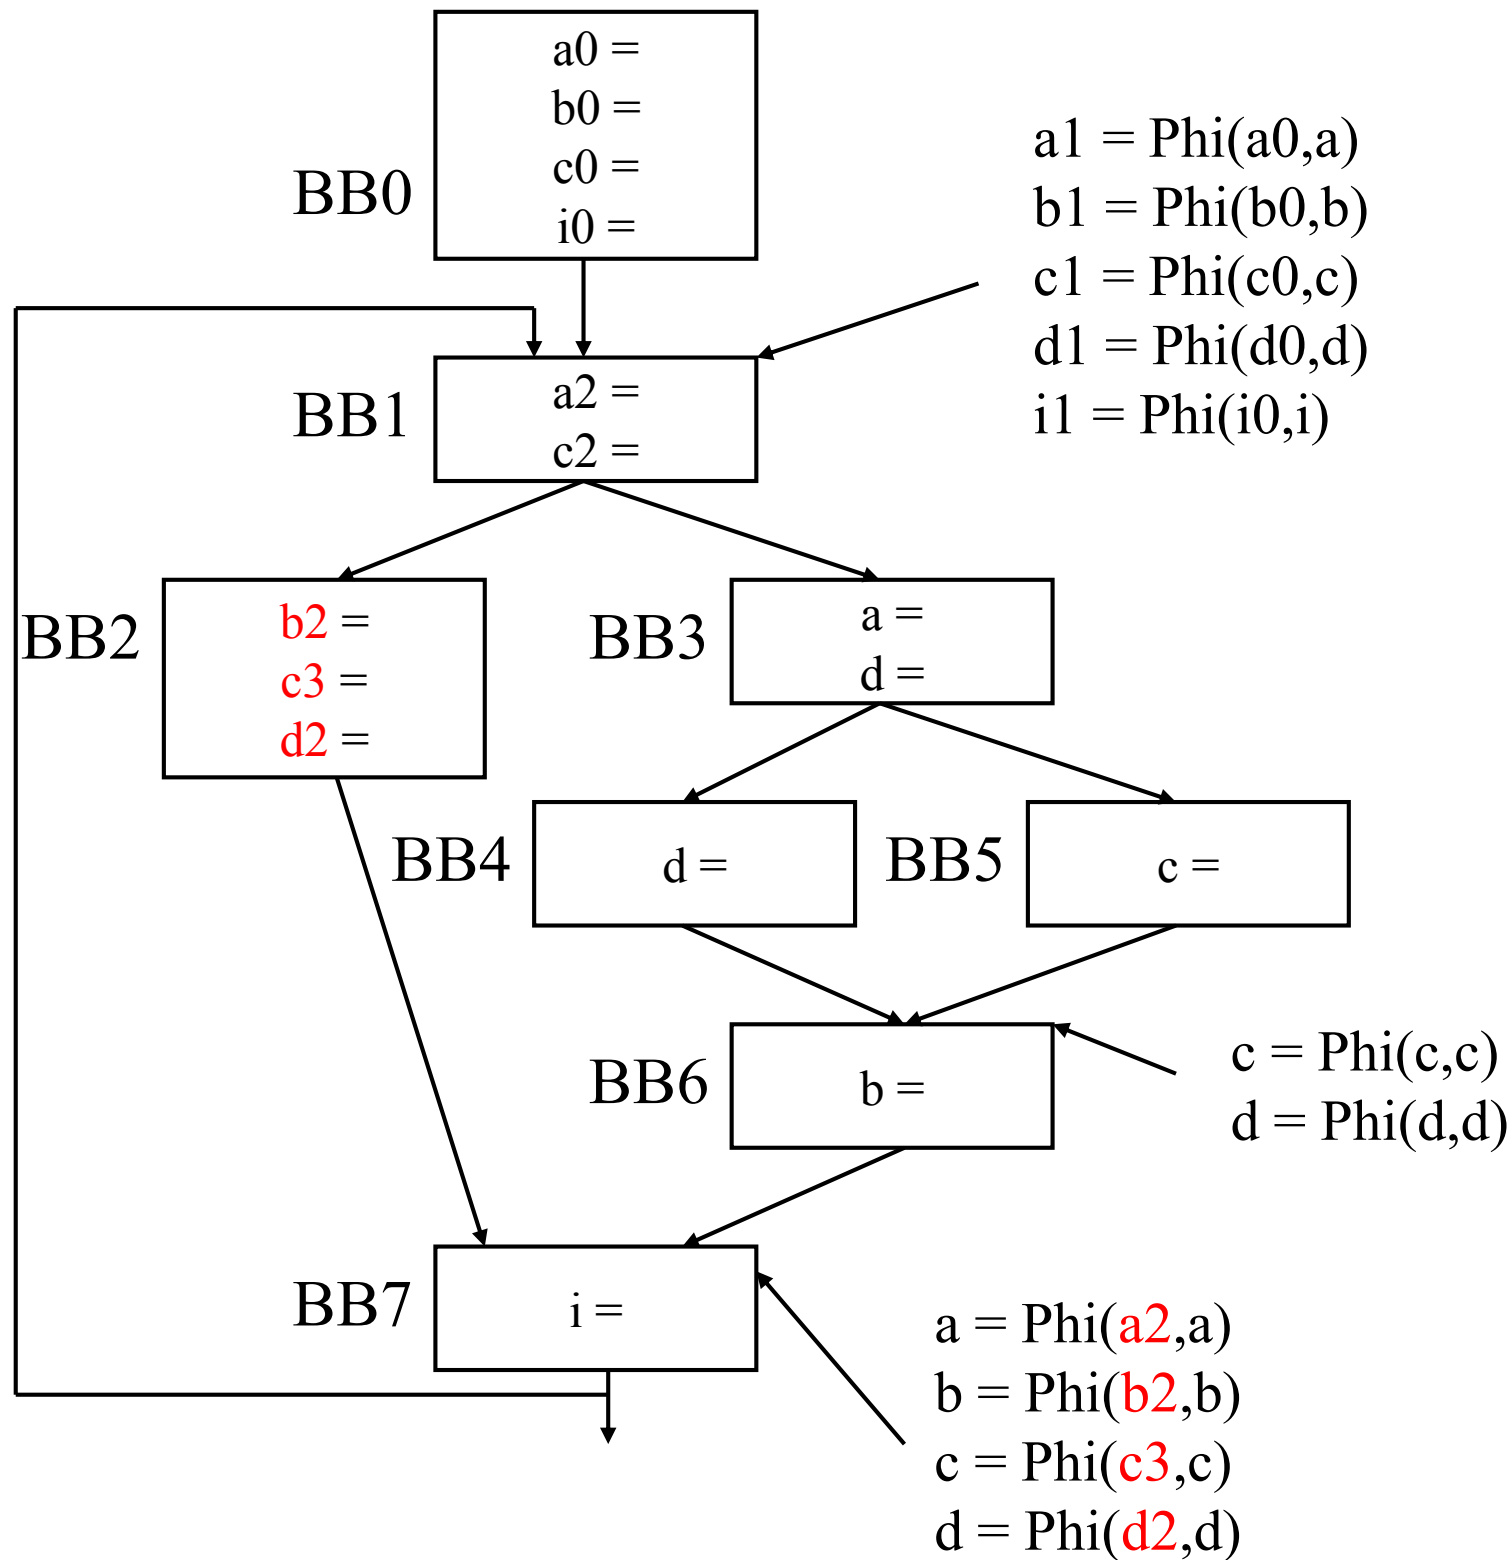 a0 =
b0 =
c0 =
i0 =
BB0
a1 = Phi(a0,a)
b1 = Phi(b0,b)
c1 = Phi(c0,c)
d1 = Phi(d0,d)
i1 = Phi(i0,i)
BB1
a2 =
c2 =
BB2
b2 =
c3 =
d2 =
BB3
a =
d =
BB4
d =
BB5
c =
BB6
b =
c = Phi(c,c)
d = Phi(d,d)
BB7
i =
a = Phi(a2,a)
b = Phi(b2,b)
c = Phi(c3,c)
d = Phi(d2,d)